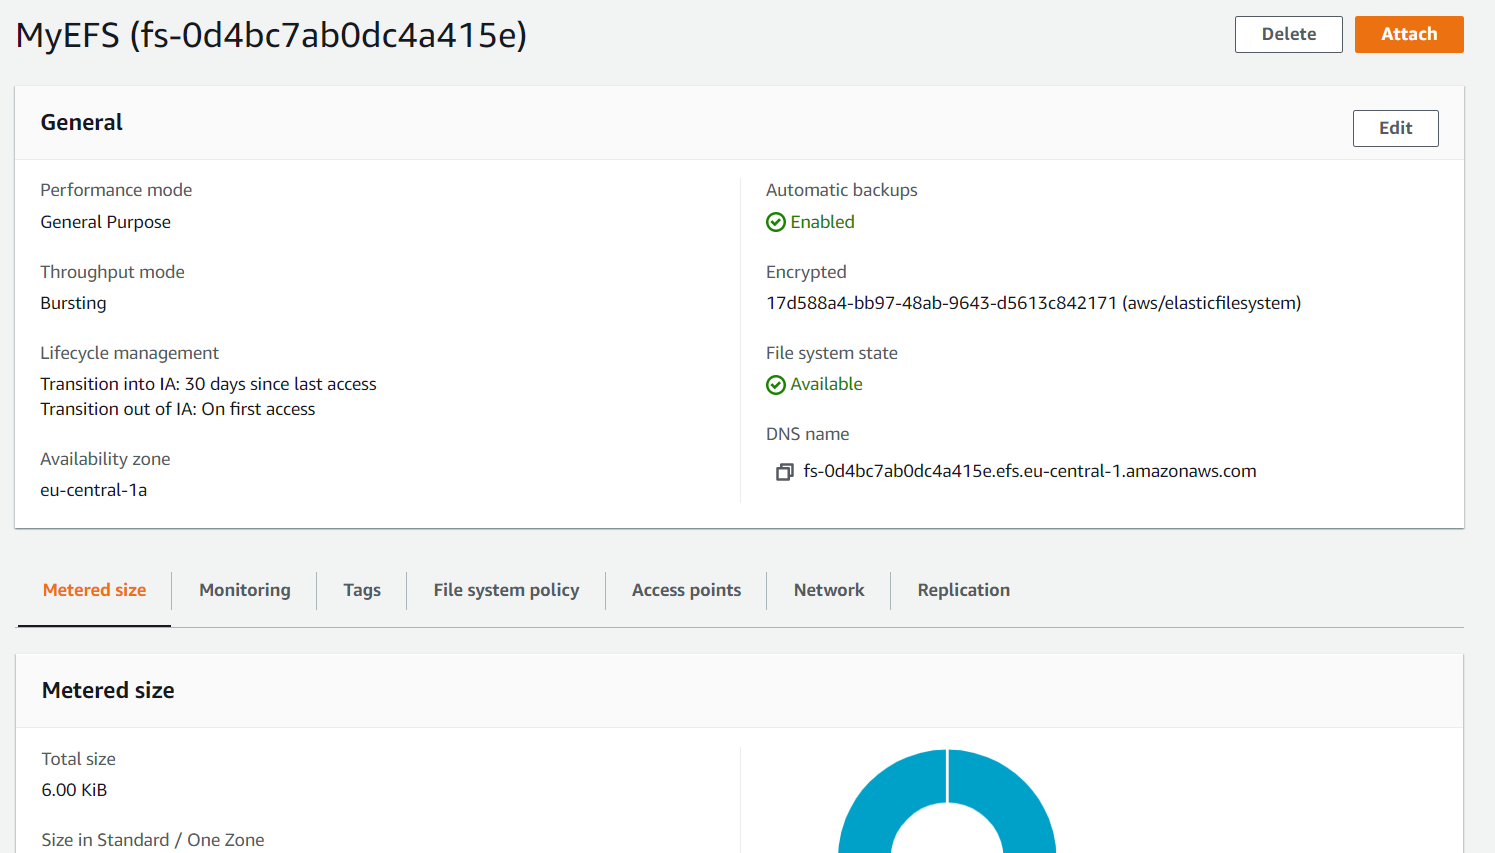 MyEFS (fs-0d4bc7ab0dc4a415e)
Delete
Attach
General
Edit
Performance mode
General Purpose
Throughput mode
Bursting
Lifecycle management
Transition into IA: 30 days since last access
Transition out of IA: On first access
Availability zone
eu-central-1a
Automatic backups
Enabled
Encrypted
17d588a4-bb97-48ab-9643-d5613c842171 (aws/elasticfilesystem)
File system state
Available
DNS name
fs-0d4bc7ab0dc4a415e.efs.eu-central-1.amazonaws.com
Metered size
Monitoring
Tags
File system policy
Access points
Network
Replication
Metered size
Total size
6.00 KiB
Size in Standard / One Zone